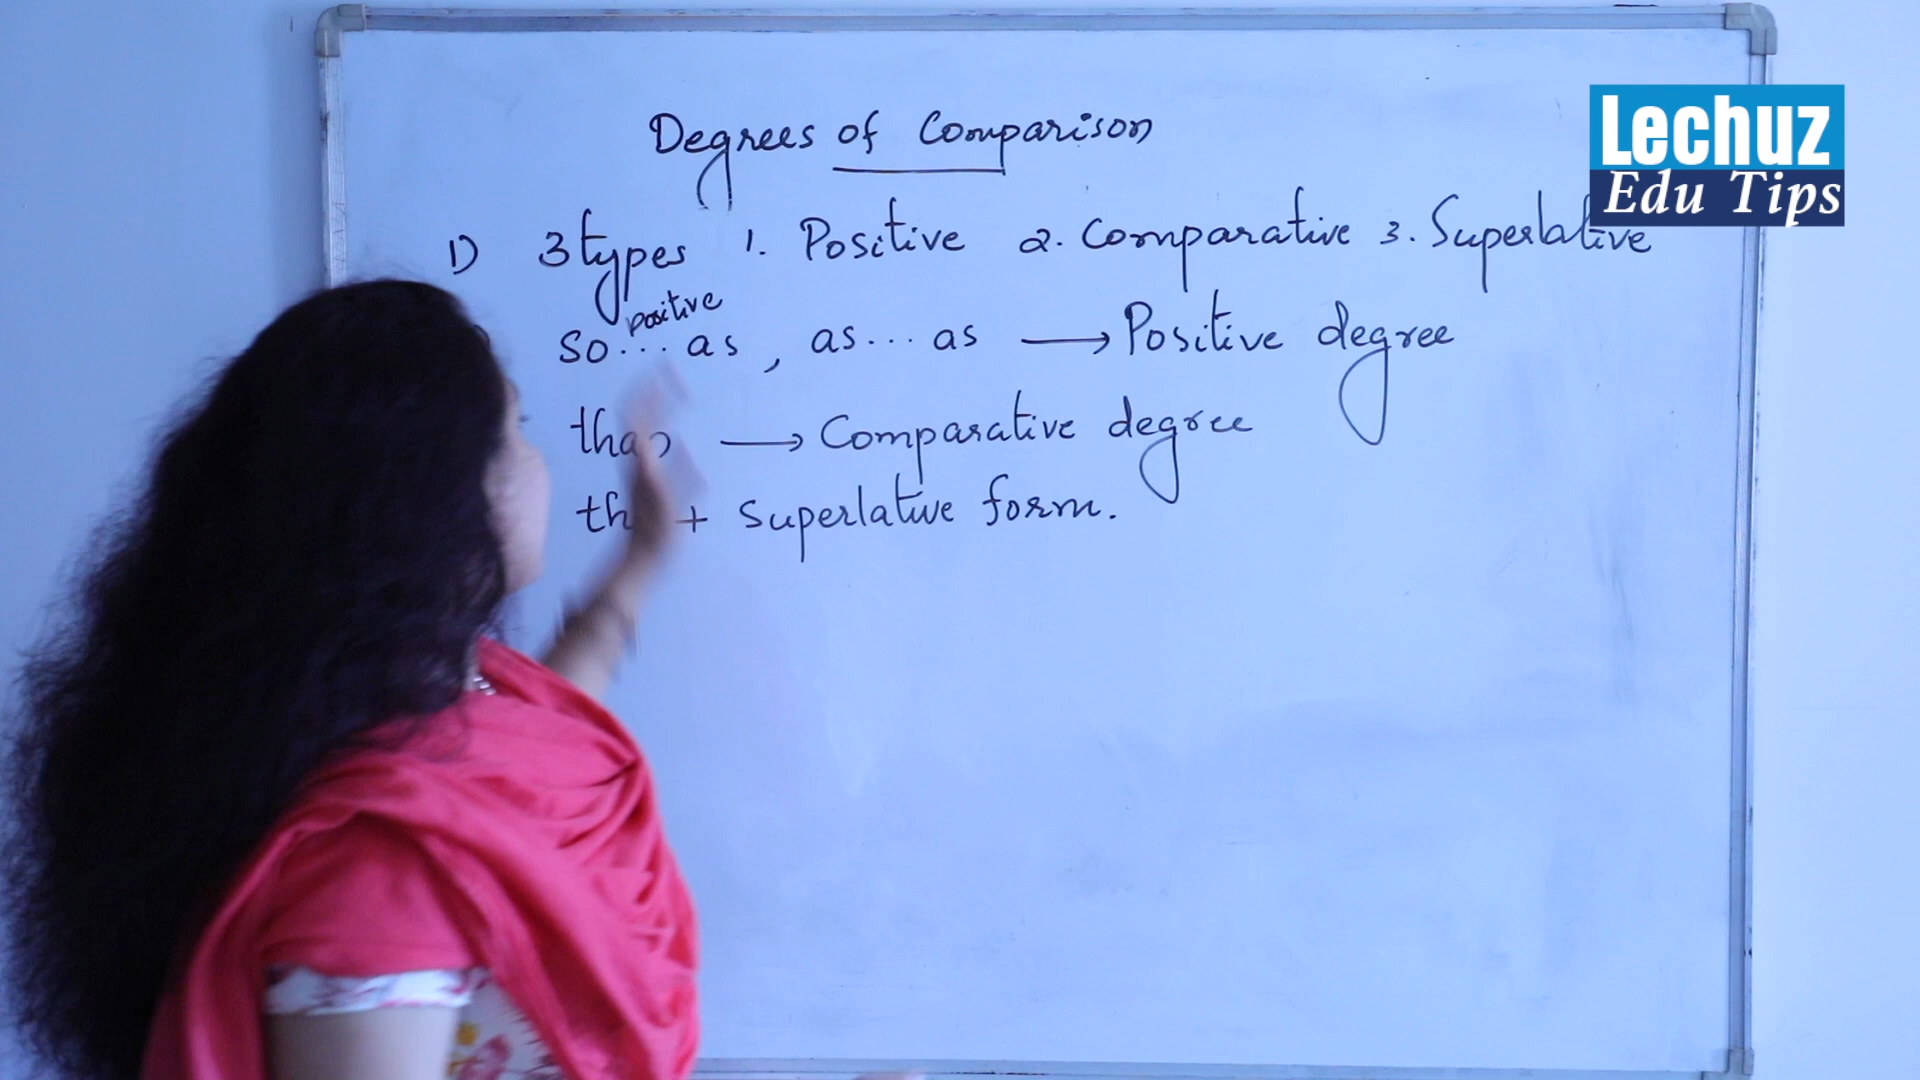 Degrees of Comparison
Lechuz
Edu Tips
1) 3 types 1. Positive 2. Comparative 3. Superlative
positive
so... as , as... as → Positive degree
than → Comparative degree
+ superlative form.